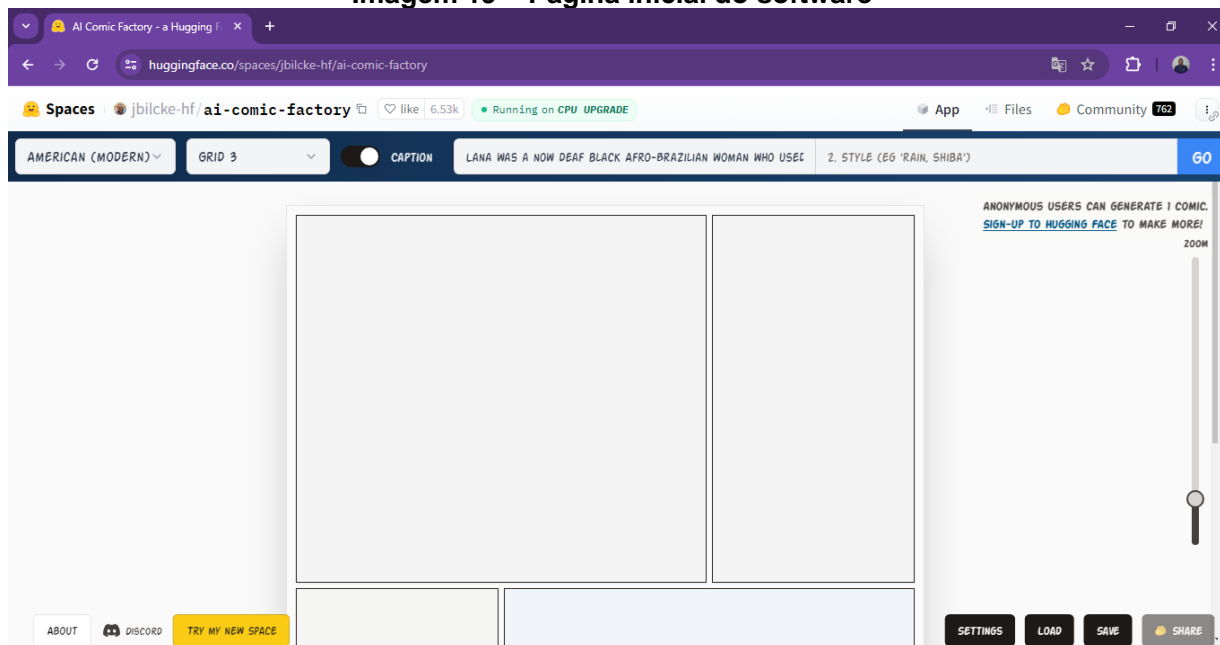 Imagem 10 – Página inicial do software
AI Comic Factory - a Hugging F
huggingface.co/spaces/jbilcke-hf/ai-comic-factory
Spaces jbilcke-hf/ai-comic-factory like 6.53k Running on CPU UPGRADE App Files Community 762
AMERICAN (MODERN) GRID 3 CAPTION LANA WAS A NOW DEAF BLACK AFRO-BRAZILIAN WOMAN WHO USED 2. STYLE (EG 'RAIN, SHIBA') GO
ANONYMOUS USERS CAN GENERATE 1 COMIC.
SIGN-UP TO HUGGING FACE TO MAKE MORE!
ZOOM
ABOUT DISCORD TRY MY NEW SPACE SETTINGS LOAD SAVE SHARE